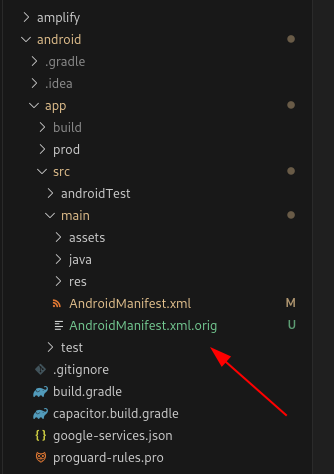 amplify
android
.gradle
.idea
app
build
prod
src
androidTest
main
assets
java
res
AndroidManifest.xml M
AndroidManifest.xml.orig U
test
.gitignore
build.gradle
capacitor.build.gradle
google-services.json
proguard-rules.pro